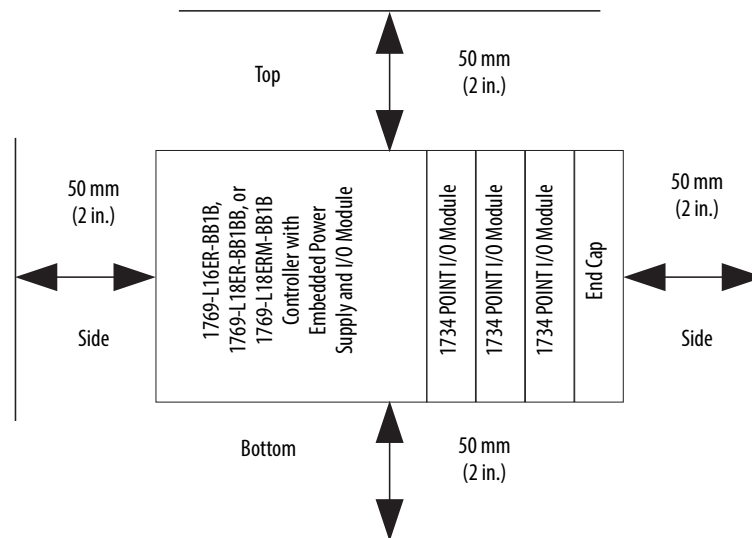 Top
50 mm
(2 in.)
50 mm
(2 in.)
Side
1769-L16ER-BB1B,
1769-L18ER-BB1BB, or
1769-L18ERM-BB1B
Controller with
Embedded Power
Supply and I/O Module
1734 POINT I/O Module
1734 POINT I/O Module
1734 POINT I/O Module
End Cap
50 mm
(2 in.)
Side
Bottom
50 mm
(2 in.)